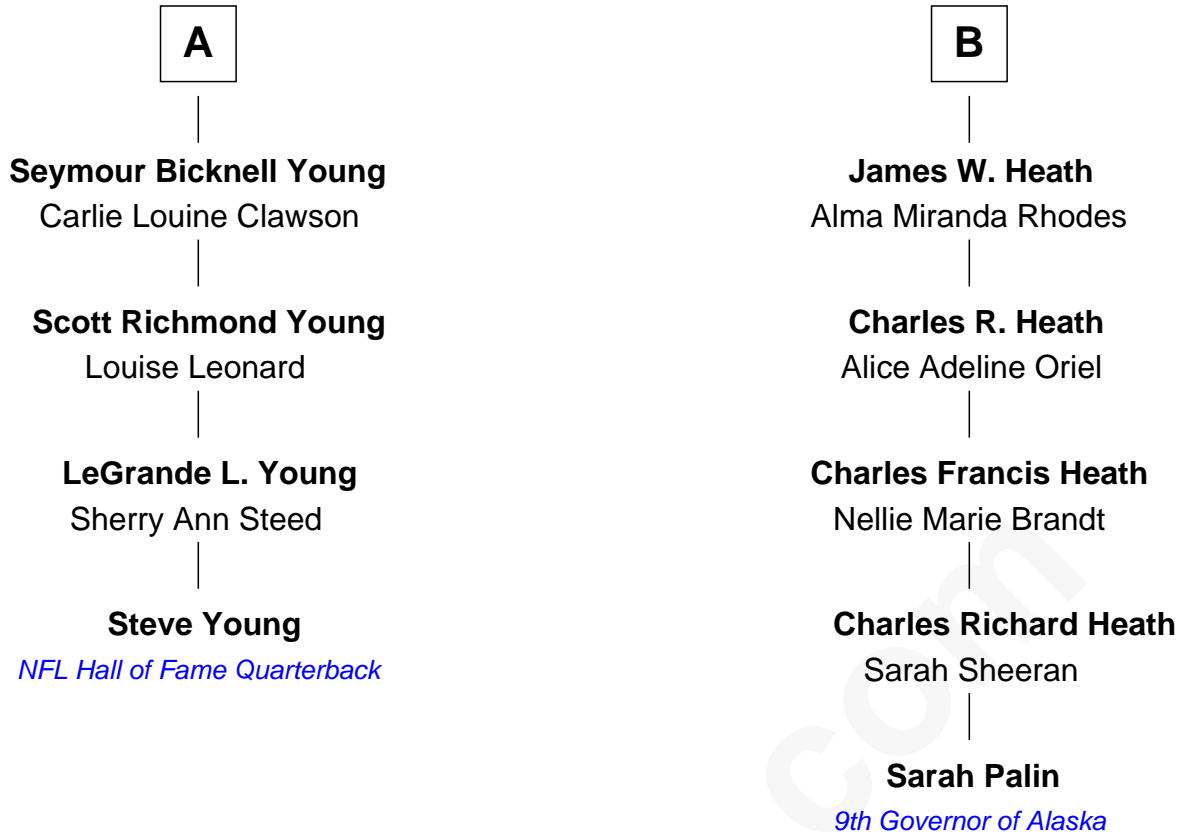 A
Seymour Bicknell Young
Carlie Louine Clawson
Scott Richmond Young
Louise Leonard
LeGrande L. Young
Sherry Ann Steed
Steve Young
NFL Hall of Fame Quarterback
B
James W. Heath
Alma Miranda Rhodes
Charles R. Heath
Alice Adeline Oriel
Charles Francis Heath
Nellie Marie Brandt
Charles Richard Heath
Sarah Sheeran
Sarah Palin
9th Governor of Alaska
com